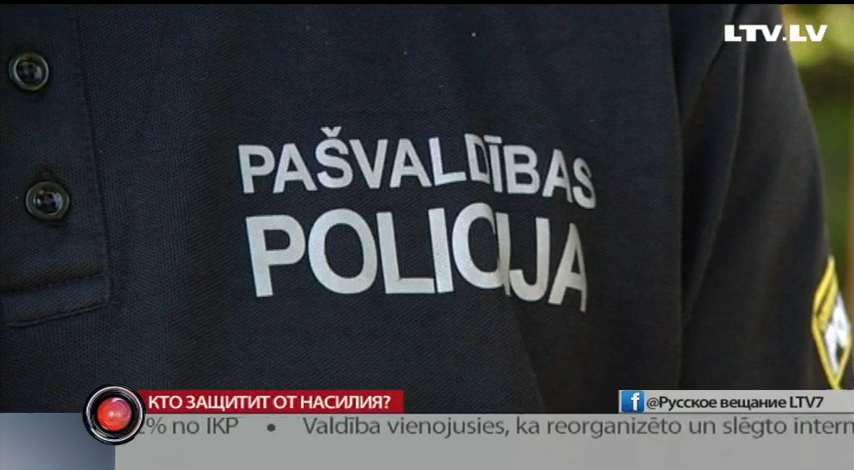 LTV.LV
PAŠVALDĪBAS
POLICIJA
КТО ЗАЩИТИТ ОТ НАСИЛИЯ?
f @Русское вещание LTV7
2% no IKP • Valdība vienojusies, ka reorganizēto un slēgto intern